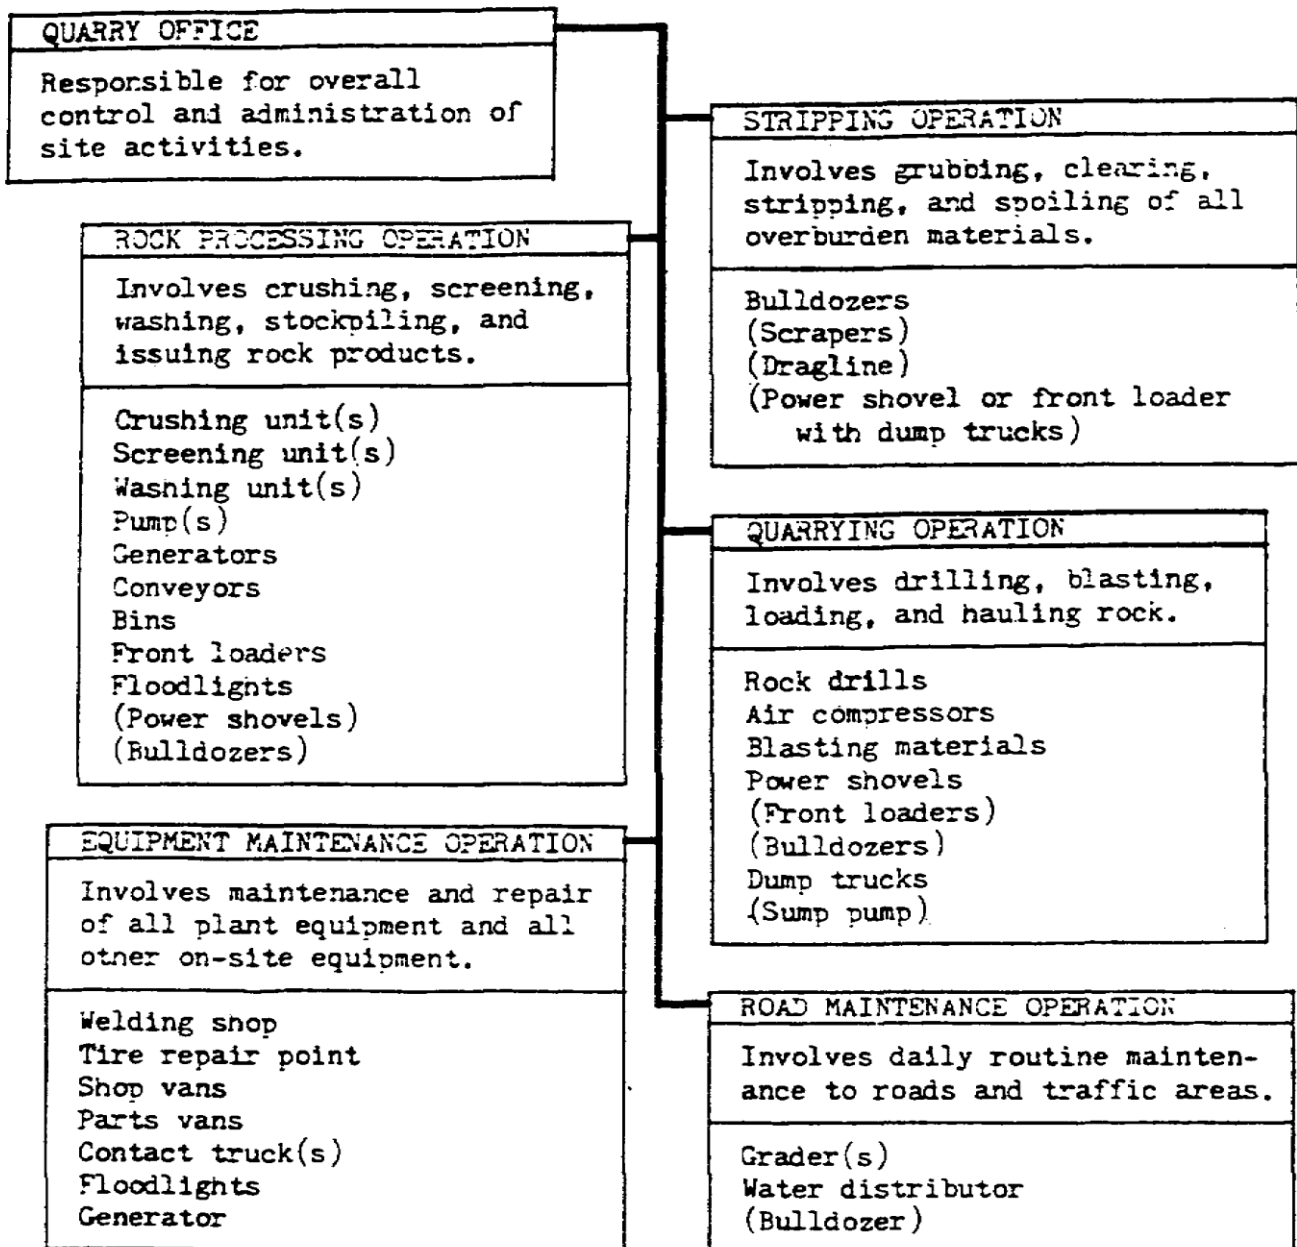 QUARRY OFFICE
Responsible for overall
control and administration of
site activities.
STRIPPING OPERATION
Involves grubbing, clearing,
stripping, and spoiling of all
overburden materials.
Bulldozers
(Scrapers)
(Dragline)
(Power shovel or front loader
with dump trucks)
ROCK PROCESSING OPERATION
Involves crushing, screening,
washing, stockpiling, and
issuing rock products.
Crushing unit(s)
Screening unit(s)
Washing unit(s)
Pump(s)
Generators
Conveyors
Bins
Front loaders
Floodlights
(Power shovels)
(Bulldozers)
QUARRYING OPERATION
Involves drilling, blasting,
loading, and hauling rock.
Rock drills
Air compressors
Blasting materials
Power shovels
(Front loaders)
(Bulldozers)
Dump trucks
(Sump pump)
EQUIPMENT MAINTENANCE OPERATION
Involves maintenance and repair
of all plant equipment and all
other on-site equipment.
Welding shop
Tire repair point
Shop vans
Parts vans
Contact truck(s)
Floodlights
Generator
ROAD MAINTENANCE OPERATION
Involves daily routine mainten-
ance to roads and traffic areas.
Grader(s)
Water distributor
(Bulldozer)